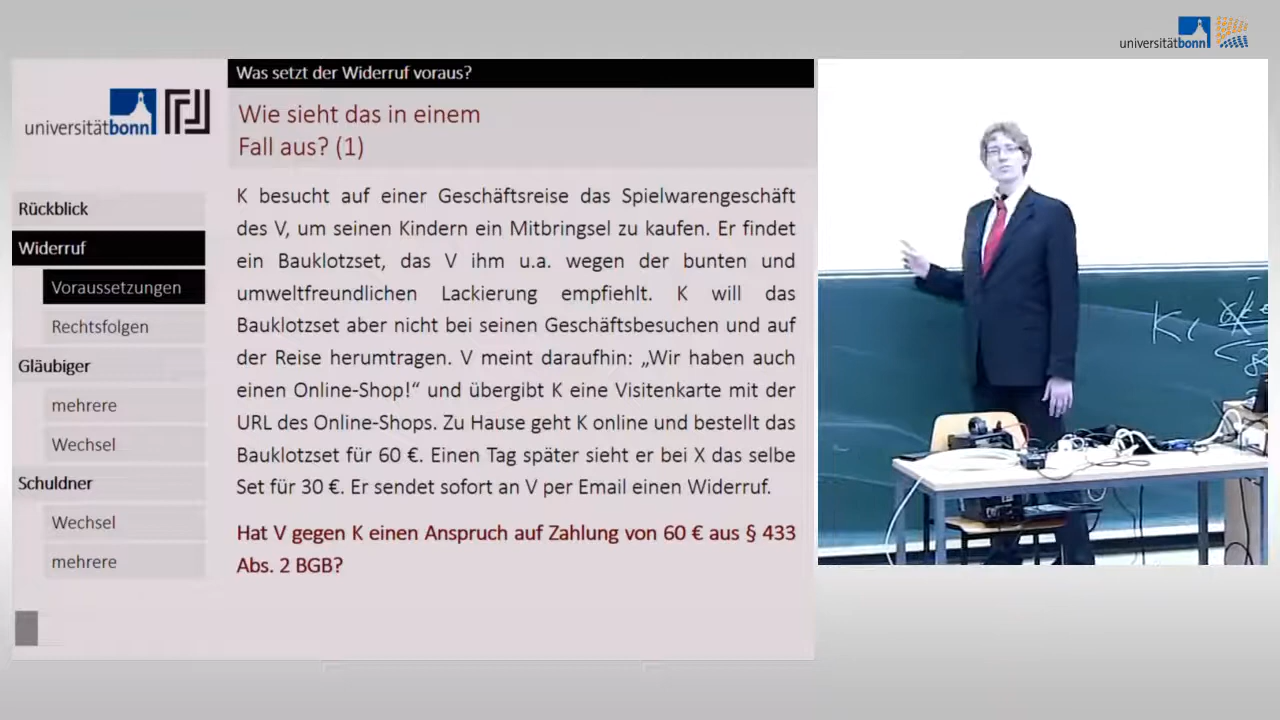 universitätbonn
Was setzt der Widerruf voraus?
universitätbonn
Wie sieht das in einem
Fall aus? (1)
Rückblick
Widerruf
Voraussetzungen
Rechtsfolgen
Gläubiger
mehrere
Wechsel
Schuldner
Wechsel
mehrere
K besucht auf einer Geschäftsreise das Spielwarengeschäft
des V, um seinen Kindern ein Mitbringsel zu kaufen. Er findet
ein Bauklotzset, das V ihm u.a. wegen der bunten und
umweltfreundlichen Lackierung empfiehlt. K will das
Bauklotzset aber nicht bei seinen Geschäftsbesuchen und auf
der Reise herumtragen. V meint daraufhin: „Wir haben auch
einen Online-Shop!“ und übergibt K eine Visitenkarte mit der
URL des Online-Shops. Zu Hause geht K online und bestellt das
Bauklotzset für 60 €. Einen Tag später sieht er bei X das selbe
Set für 30 €. Er sendet sofort an V per Email einen Widerruf.
Hat V gegen K einen Anspruch auf Zahlung von 60 € aus § 433
Abs. 2 BGB?